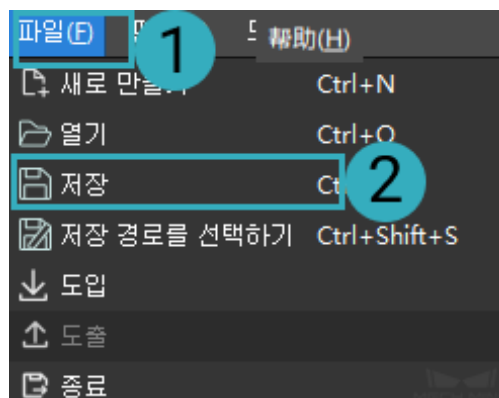 파일(F) 帮助(H)
1
새로 만들기 Ctrl+N
열기 Ctrl+O
저장
2
저장 경로를 선택하기 Ctrl+Shift+S
도입
도출
종료